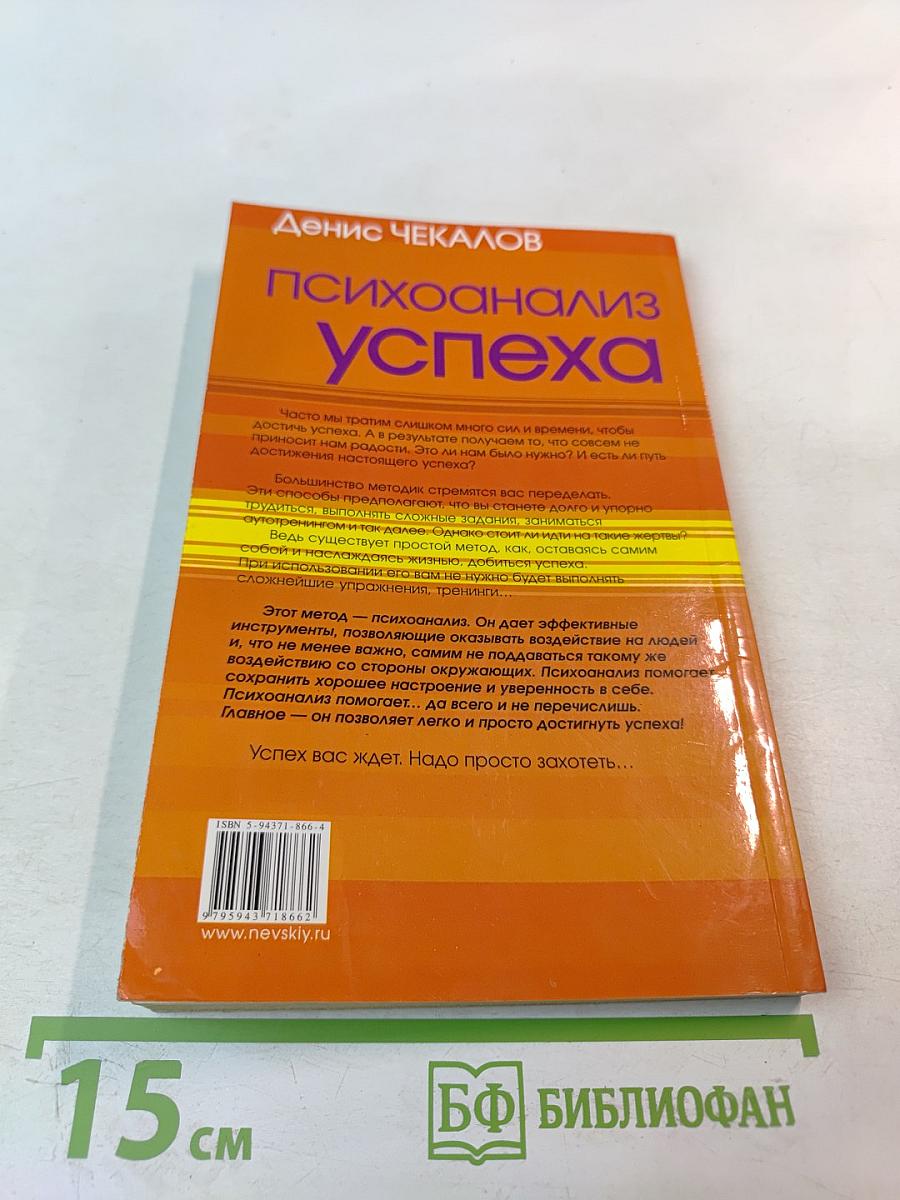 Денис ЧЕКАЛОВ
ПСИХОАНАЛИЗ
УСПЕХА
Часто мы тратим слишком много сил и времени, чтобы
достичь успеха. А в результате получаем то, что совсем не
приносит нам радости. Это ли нам было нужно? И есть ли путь
достижения настоящего успеха?
Большинство методик стремятся вас переделать.
Эти способы предполагают, что вы станете долго и упорно
трудиться, выполнять сложные задания, заниматься
аутотренингом и так далее. Однако стоит ли идти на такие жертвы?
Ведь существует простой метод, как, оставаясь самим
собой и наслаждаясь жизнью, добиться успеха.
При использовании его вам не нужно будет выполнять
сложнейшие упражнения, тренинги...
Этот метод — психоанализ. Он дает эффективные
инструменты, позволяющие оказывать воздействие на людей
и, что не менее важно, самим не поддаваться такому же
воздействию со стороны окружающих. Психоанализ помогает
сохранить хорошее настроение и уверенность в себе.
Психоанализ помогает... да всего и не перечислишь.
Главное — он позволяет легко и просто достигнуть успеха!
Успех вас ждет. Надо просто захотеть...
ISBN 5-94371-866-4
9 795943 718662
www.nevskiy.ru
15 см
БФ БИБЛИОФАН